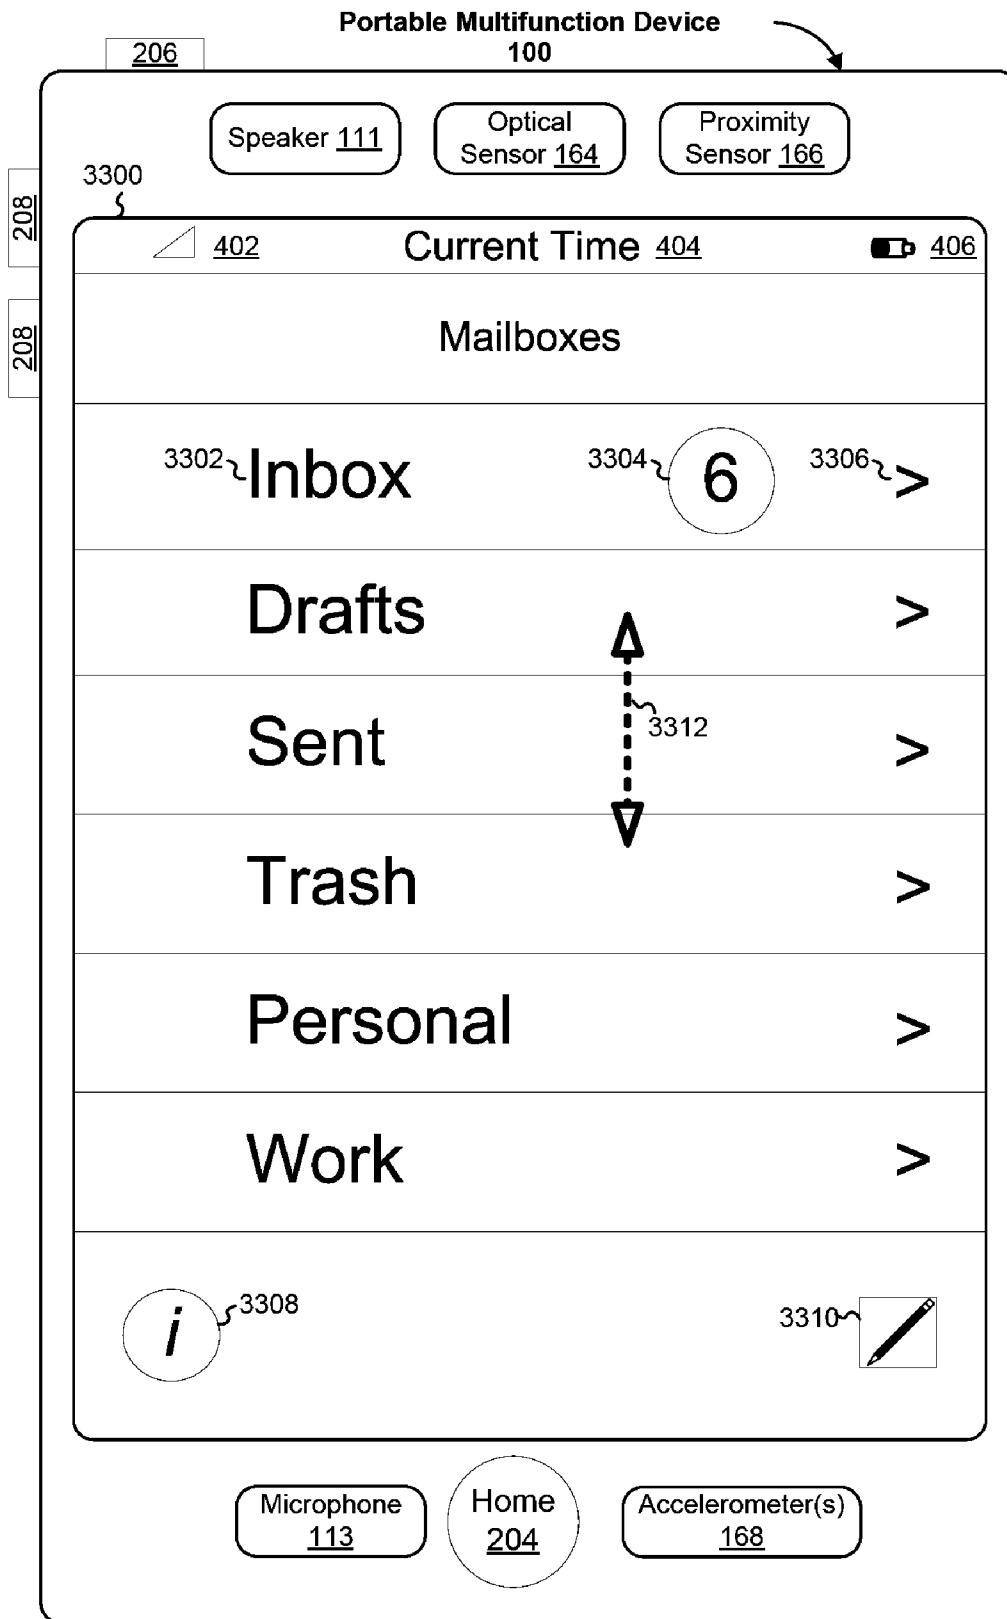 Portable Multifunction Device
100
206
Speaker 111
Optical
Sensor 164
Proximity
Sensor 166
3300
208
208
402
Current Time 404
406
Mailboxes
3302
Inbox
3304
6
3306
>
Drafts
>
Sent
3312
>
Trash
>
Personal
>
Work
>
i
3308
3310
Microphone
113
Home
204
Accelerometer(s)
168